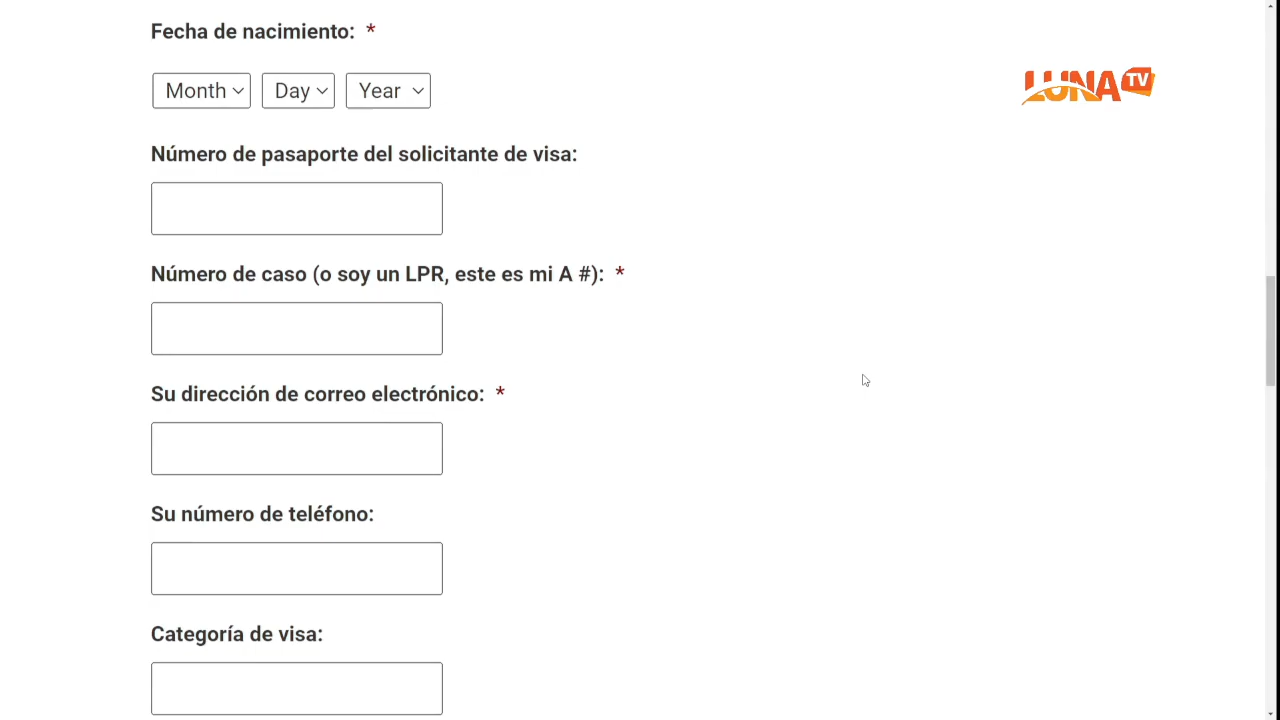 Fecha de nacimiento: *
Month Day Year
LUNA TV
Número de pasaporte del solicitante de visa:
Número de caso (o soy un LPR, este es mi A #): *
Su dirección de correo electrónico: *
Su número de teléfono:
Categoría de visa: